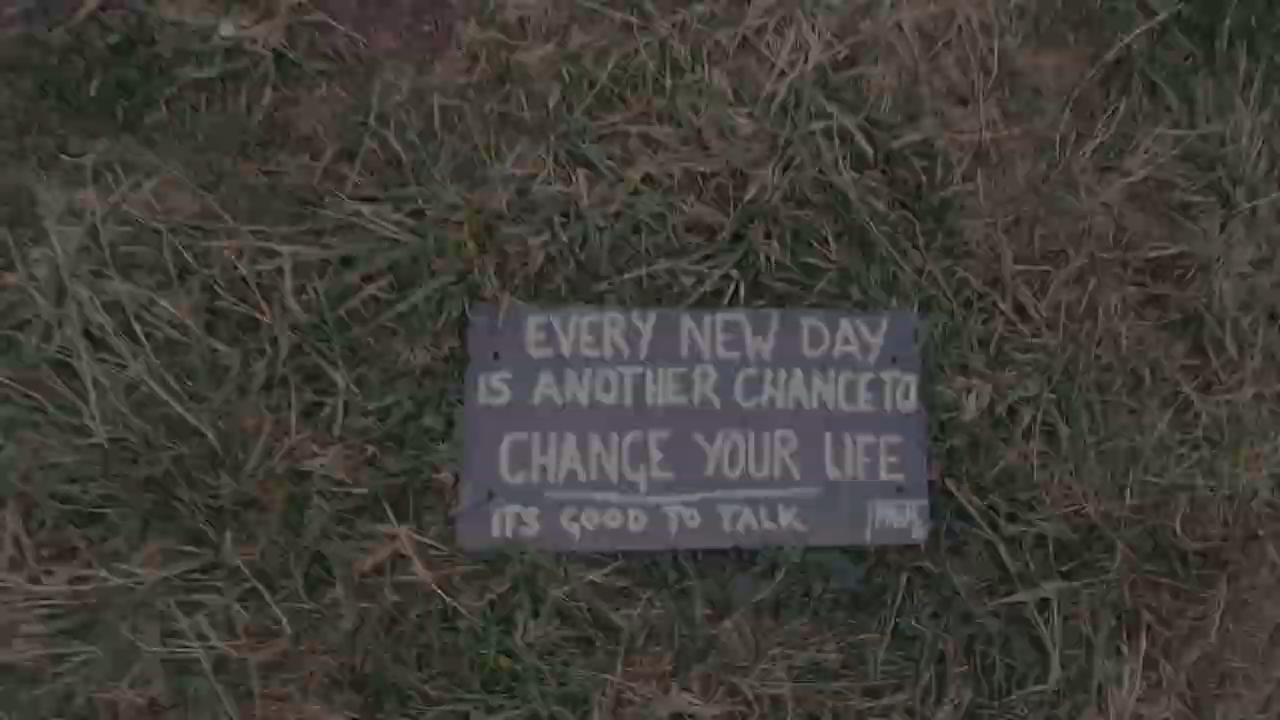 EVERY NEW DAY
IS ANOTHER CHANCE TO
CHANGE YOUR LIFE
ITS GOOD TO TALK